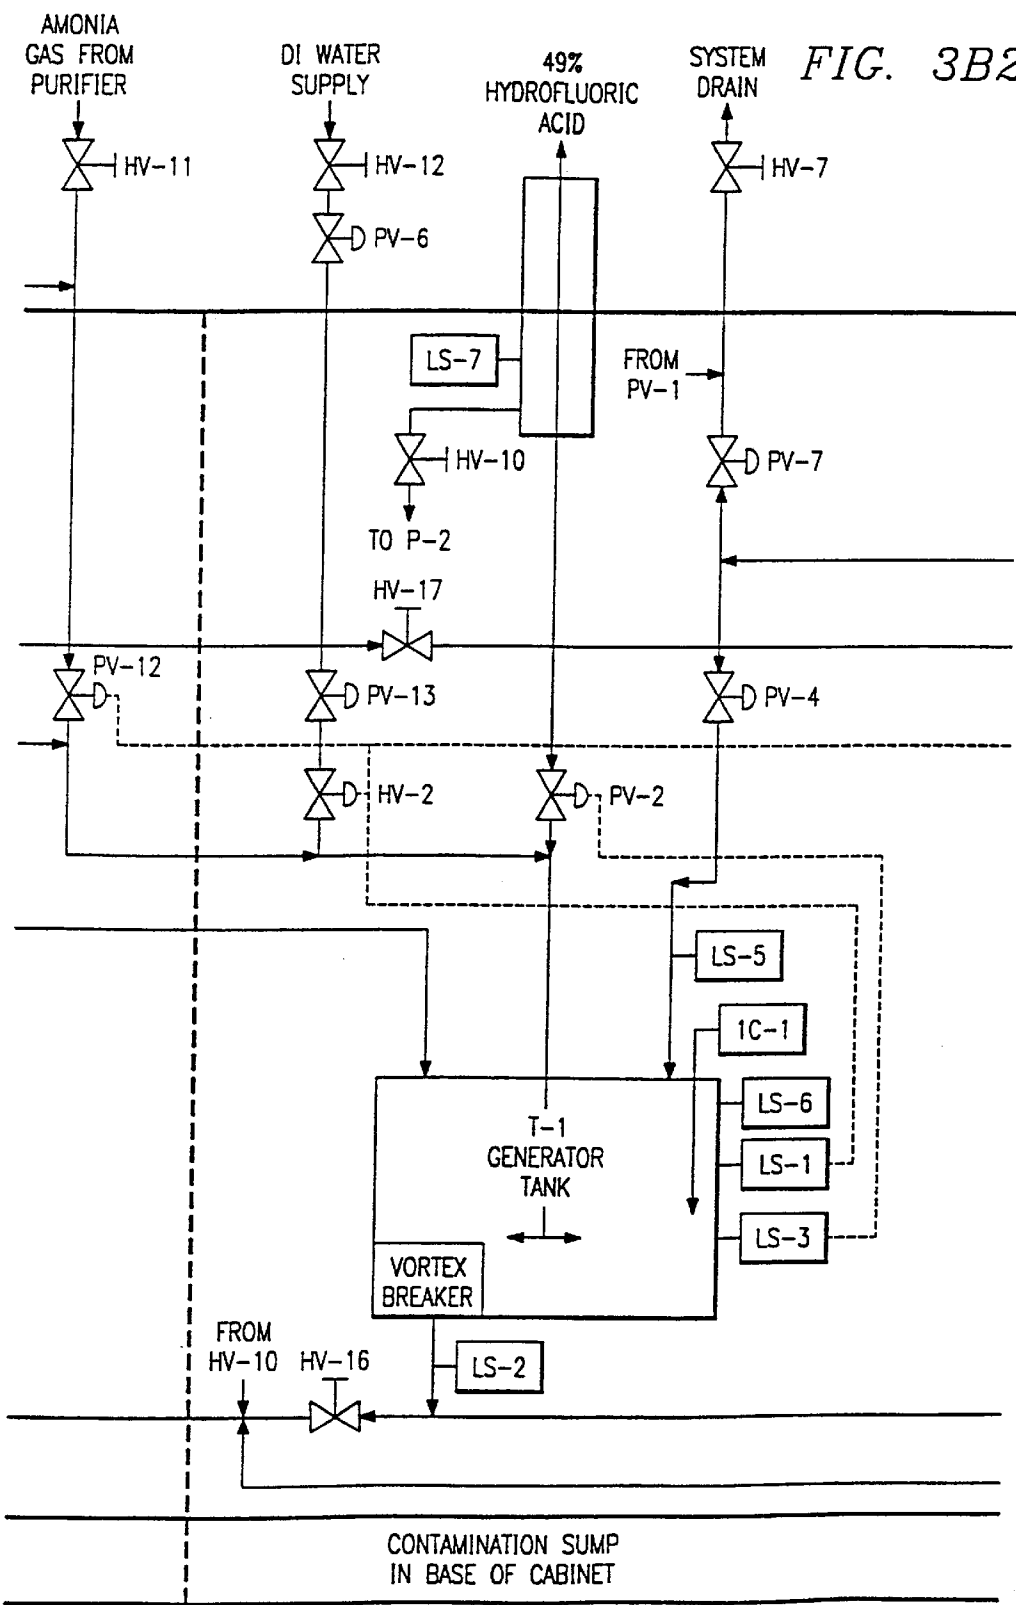 AMONIA
GAS FROM
PURIFIER
DI WATER
SUPPLY
49%
HYDROFLUORIC
ACID
SYSTEM
DRAIN
FIG. 3B2
HV-11
HV-12
HV-7
PV-6
LS-7
FROM
PV-1
HV-10
PV-7
TO P-2
HV-17
PV-12
PV-13
PV-4
HV-2
PV-2
LS-5
1C-1
LS-6
T-1
GENERATOR
TANK
LS-1
LS-3
VORTEX
BREAKER
FROM
HV-10
HV-16
LS-2
CONTAMINATION SUMP
IN BASE OF CABINET